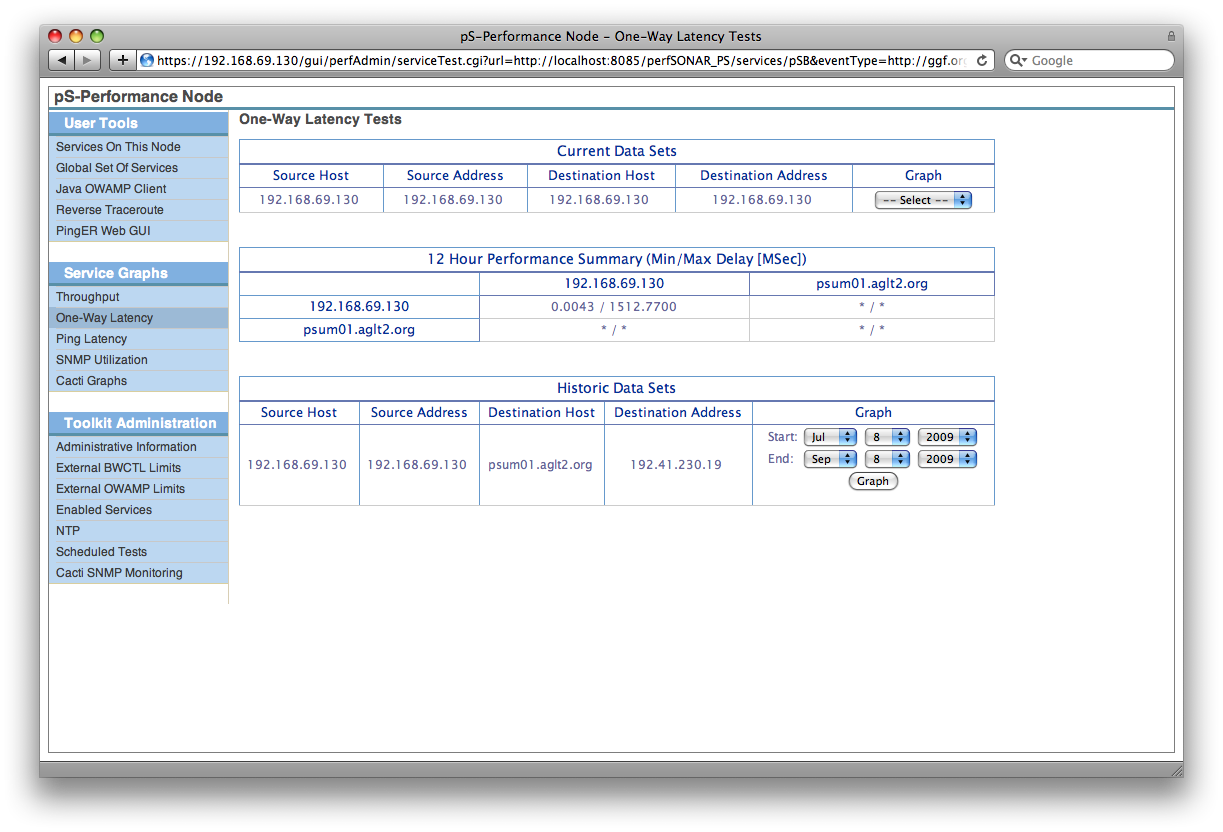 pS-Performance Node – One-Way Latency Tests
https://192.168.69.130/gui/perfAdmin/serviceTest.cgi?url=http://localhost:8085/perfSONAR_PS/services/pSB&eventType=http://ggf.org
Google
pS-Performance Node
User Tools
Services On This Node
Global Set Of Services
Java OWAMP Client
Reverse Traceroute
PingER Web GUI
Service Graphs
Throughput
One-Way Latency
Ping Latency
SNMP Utilization
Cacti Graphs
Toolkit Administration
Administrative Information
External BWCTL Limits
External OWAMP Limits
Enabled Services
NTP
Scheduled Tests
Cacti SNMP Monitoring
One-Way Latency Tests
Current Data Sets
Source Host Source Address Destination Host Destination Address Graph
192.168.69.130 192.168.69.130 192.168.69.130 192.168.69.130 -- Select --
12 Hour Performance Summary (Min/Max Delay [MSec])
192.168.69.130 psum01.aglt2.org
192.168.69.130 0.0043 / 1512.7700 * / *
psum01.aglt2.org * / * * / *
Historic Data Sets
Source Host Source Address Destination Host Destination Address Graph
192.168.69.130 192.168.69.130 psum01.aglt2.org 192.41.230.19
Start: Jul 8 2009
End: Sep 8 2009
Graph